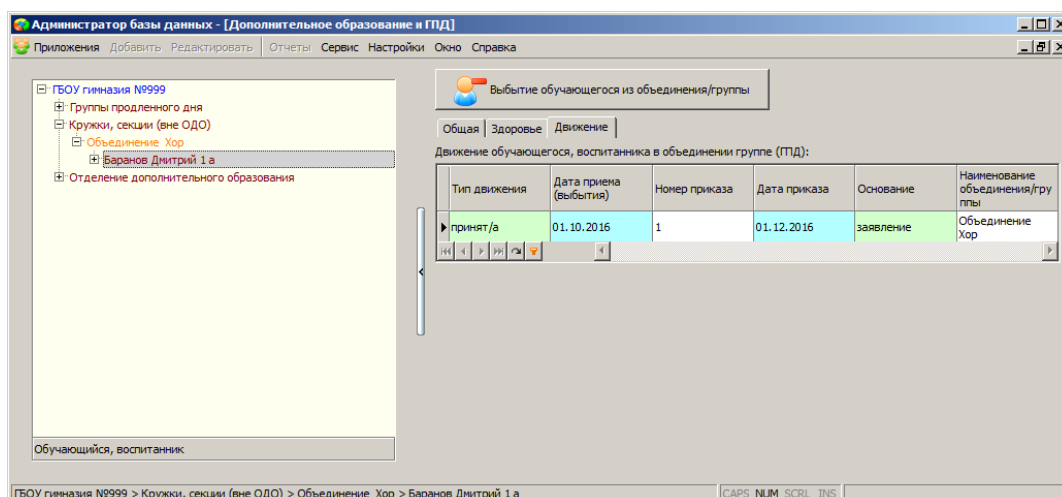 Администратор базы данных - [Дополнительное образование и ГПД]
Приложения Добавить Редактировать Отчеты Сервис Настройки Окно Справка
ГБОУ гимназия №999
Группы продленного дня
Кружки, секции (вне ОДО)
Объединение Хор
Баранов Дмитрий 1 а
Отделение дополнительного образования
Обучающийся, воспитанник
Выбытие обучающегося из объединения/группы
Общая Здоровье Движение
Движение обучающегося, воспитанника в объединении группе (ГПД):
Тип движения Дата приема (выбытия) Номер приказа Дата приказа Основание Наименование объединения/гру ппы
принят/а 01.10.2016 1 01.12.2016 заявление Объединение Хор
ГБОУ гимназия №999 > Кружки, секции (вне ОДО) > Объединение Хор > Баранов Дмитрий 1 а CAPS NUM SCRL INS